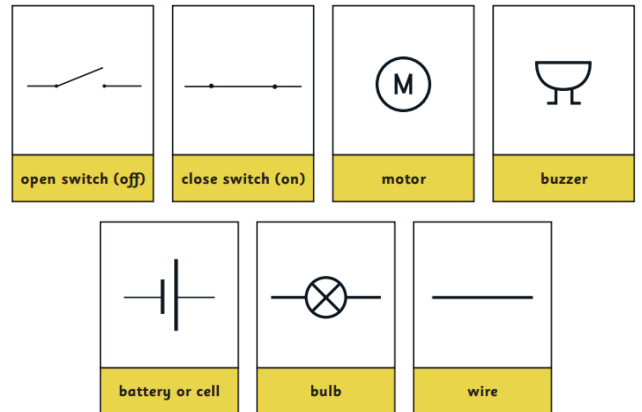 open switch (off)
close switch (on)
M
motor
buzzer
battery or cell
bulb
wire